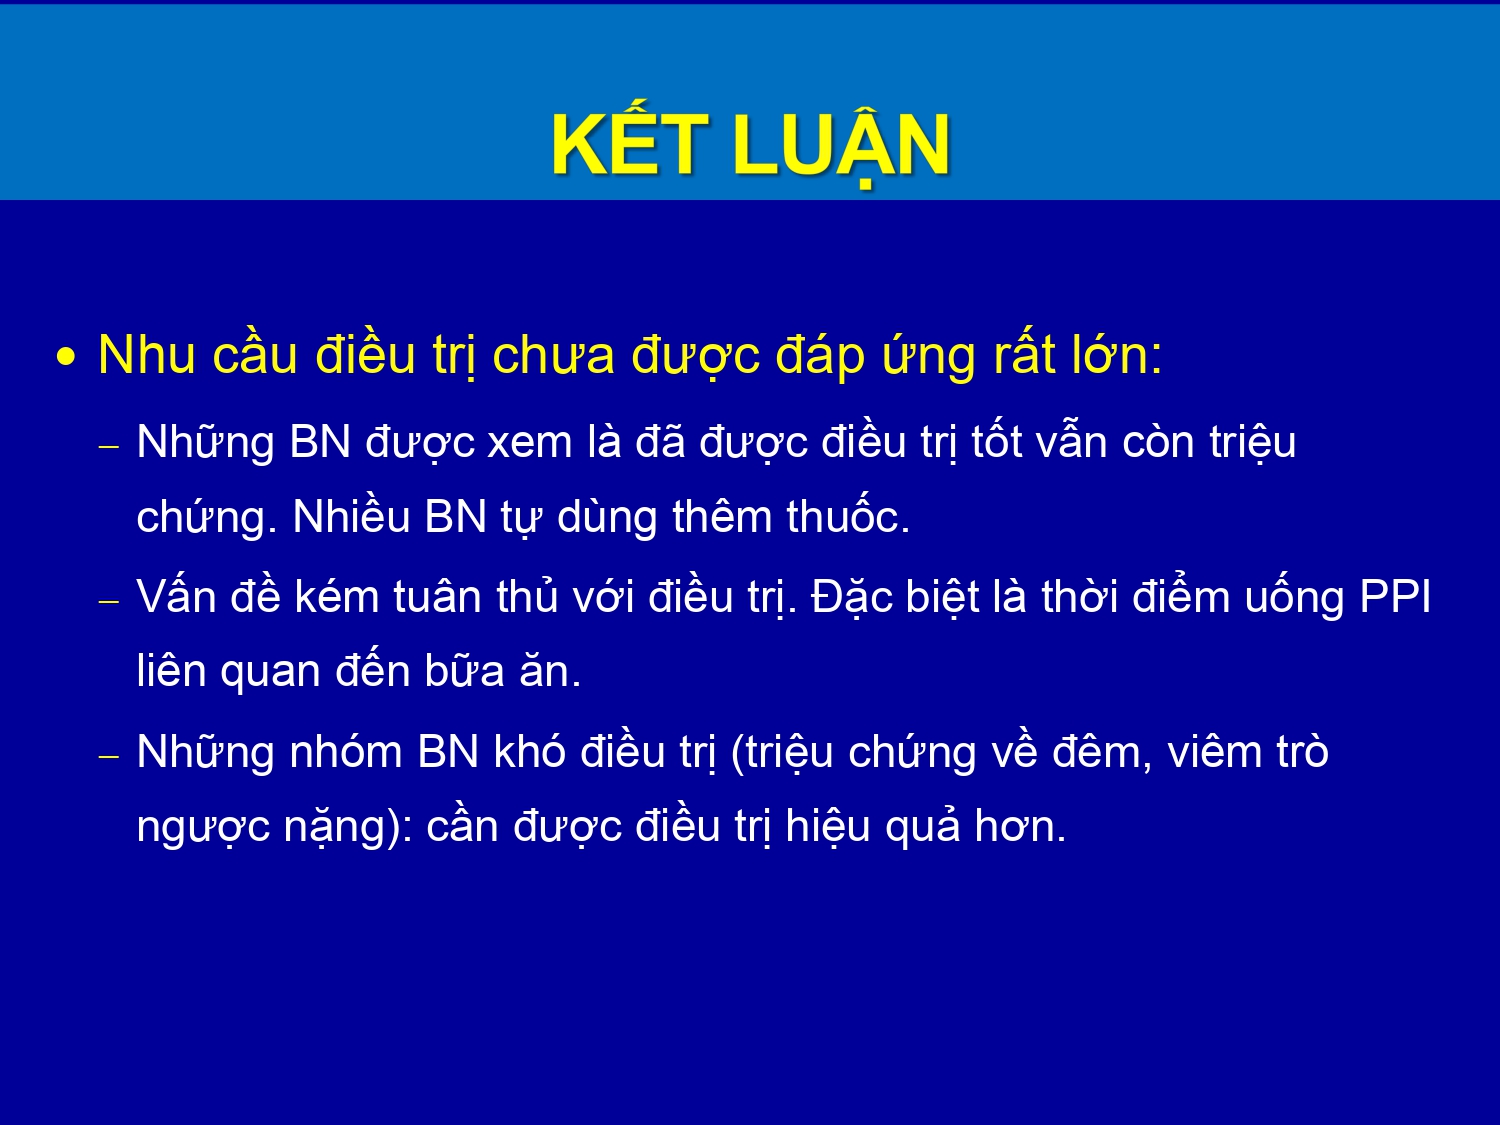 KẾT LUẬN
• Nhu cầu điều trị chưa được đáp ứng rất lớn:
– Những BN được xem là đã được điều trị tốt vẫn còn triệu
chứng. Nhiều BN tự dùng thêm thuốc.
– Vấn đề kém tuân thủ với điều trị. Đặc biệt là thời điểm uống PPI
liên quan đến bữa ăn.
– Những nhóm BN khó điều trị (triệu chứng về đêm, viêm trò
ngược nặng): cần được điều trị hiệu quả hơn.